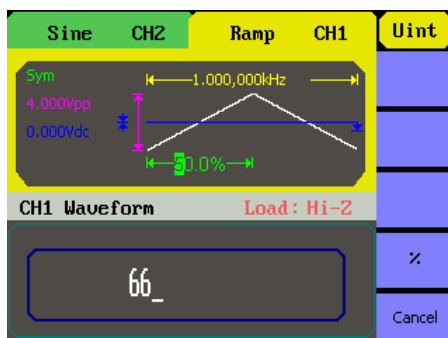 Sine CH2 Ramp CH1 Uint
Sym
1.000,000kHz
4.000Vpp
0.000Vdc
50.0%
CH1 Waveform Load: Hi-Z
66_
%
Cancel